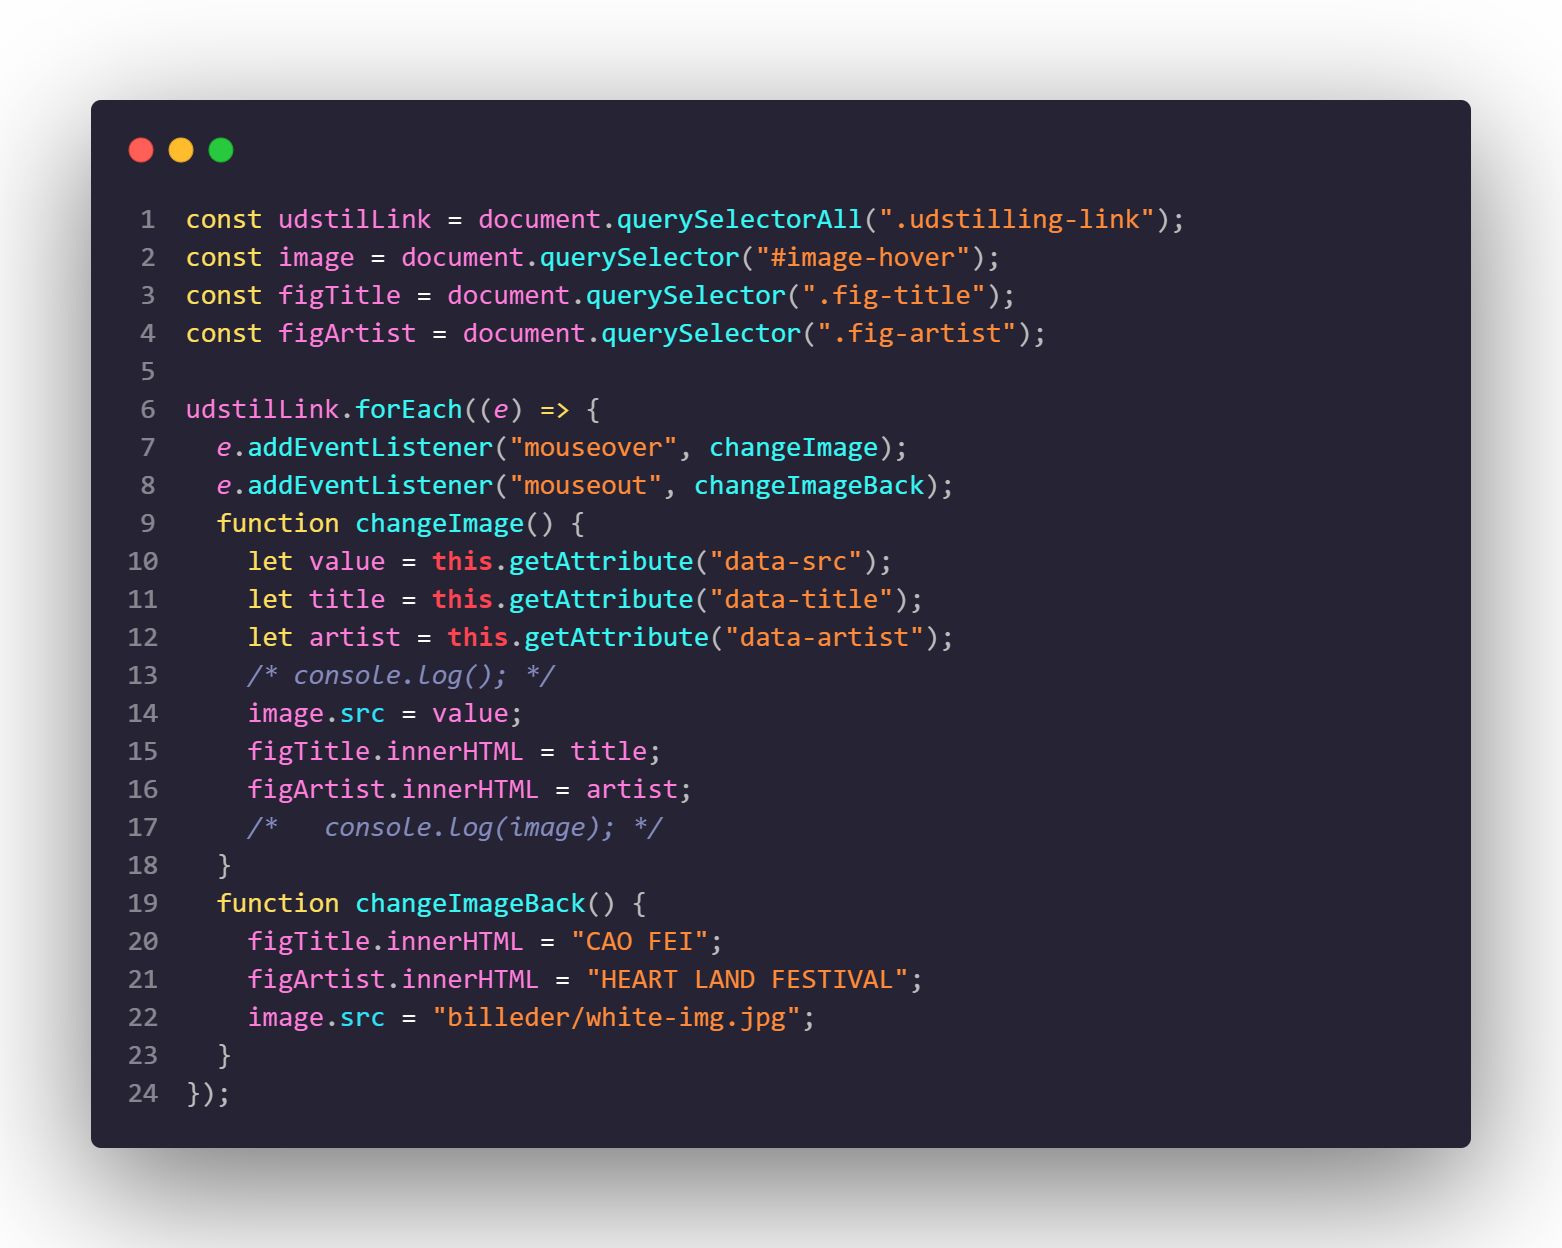 1 const udstilLink = document.querySelectorAll(".udstilling-link");
2 const image = document.querySelector("#image-hover");
3 const figTitle = document.querySelector(".fig-title");
4 const figArtist = document.querySelector(".fig-artist");
5
6 udstilLink.forEach((e) => {
7   e.addEventListener("mouseover", changeImage);
8   e.addEventListener("mouseout", changeImageBack);
9   function changeImage() {
10     let value = this.getAttribute("data-src");
11     let title = this.getAttribute("data-title");
12     let artist = this.getAttribute("data-artist");
13     /* console.log(); */
14     image.src = value;
15     figTitle.innerHTML = title;
16     figArtist.innerHTML = artist;
17     /*   console.log(image); */
18   }
19   function changeImageBack() {
20     figTitle.innerHTML = "CAO FEI";
21     figArtist.innerHTML = "HEART LAND FESTIVAL";
22     image.src = "billeder/white-img.jpg";
23   }
24 });